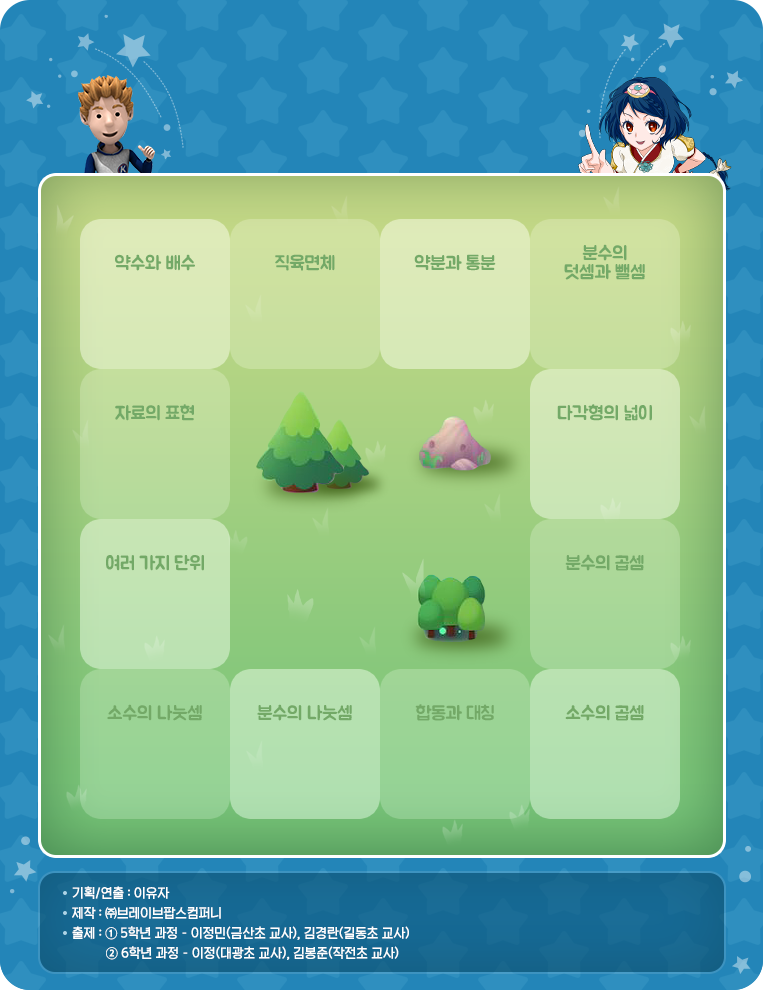 약수와 배수
직육면체
약분과 통분
분수의
덧셈과 뺄셈
자료의 표현
다각형의 넓이
여러 가지 단위
분수의 곱셈
소수의 나눗셈
분수의 나눗셈
합동과 대칭
소수의 곱셈
• 기획/연출 : 이유자
• 제작 : ㈜브레이브팝스컴퍼니
• 출제 : ① 5학년 과정 - 이정민(금산초 교사), 김경란(길동초 교사)
② 6학년 과정 - 이정(대광초 교사), 김봉준(작전초 교사)